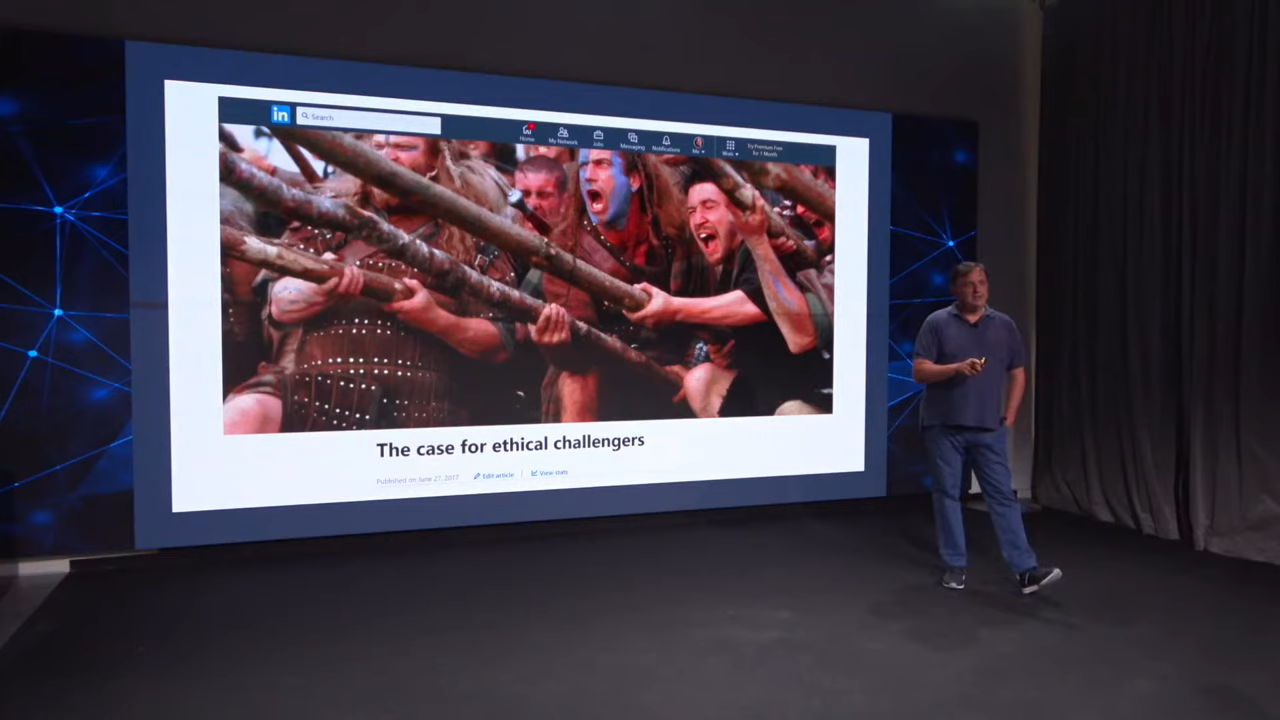 in
Search
Home
My Network
Jobs
Messaging
Notifications
Me
Work
Try Premium Free
for 1 Month
The case for ethical challengers
Published on June 27, 2017
Edit article
View stats